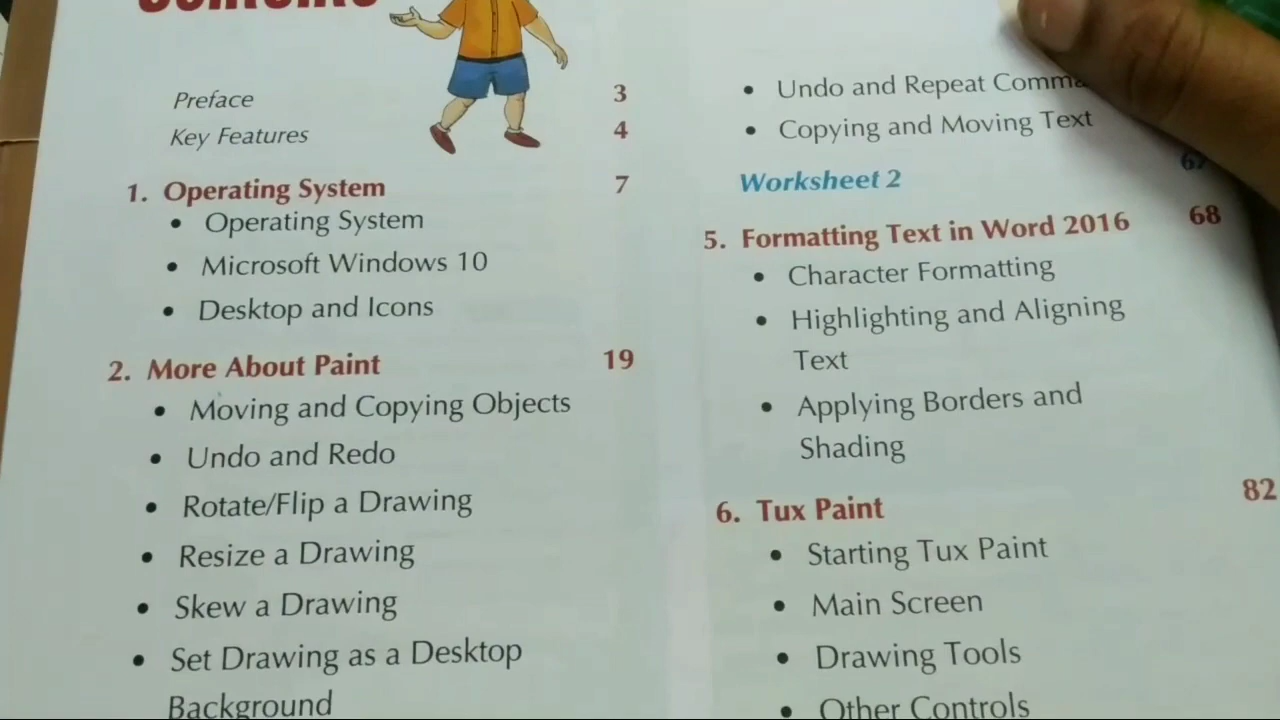 Contents
Preface 3
Key Features 4
1. Operating System 7
• Operating System
• Microsoft Windows 10
• Desktop and Icons
2. More About Paint 19
• Moving and Copying Objects
• Undo and Redo
• Rotate/Flip a Drawing
• Resize a Drawing
• Skew a Drawing
• Set Drawing as a Desktop
Background
• Undo and Repeat
• Copying and Moving Text
Worksheet 2
5. Formatting Text in Word 2016 68
• Character Formatting
• Highlighting and Aligning
Text
• Applying Borders and
Shading
6. Tux Paint 82
• Starting Tux Paint
• Main Screen
• Drawing Tools
• Other Controls